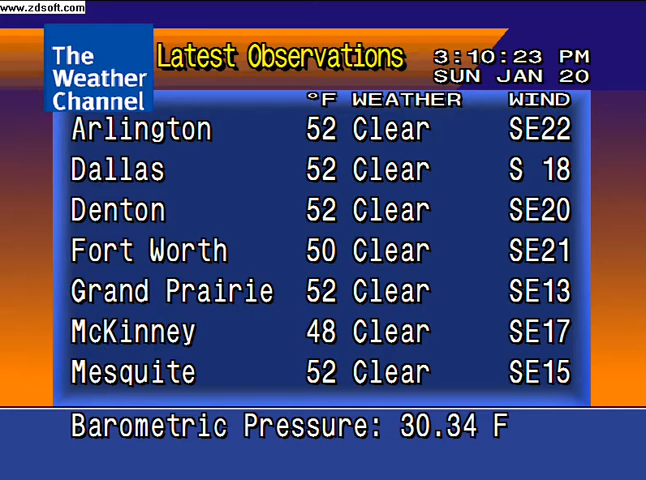 www.zdsoft.com
The Weather Channel
Latest Observations
3:10:23 PM
SUN JAN 20
°F WEATHER WIND
Arlington 52 Clear SE22
Dallas 52 Clear S 18
Denton 52 Clear SE20
Fort Worth 50 Clear SE21
Grand Prairie 52 Clear SE13
McKinney 48 Clear SE17
Mesquite 52 Clear SE15
Barometric Pressure: 30.34 F